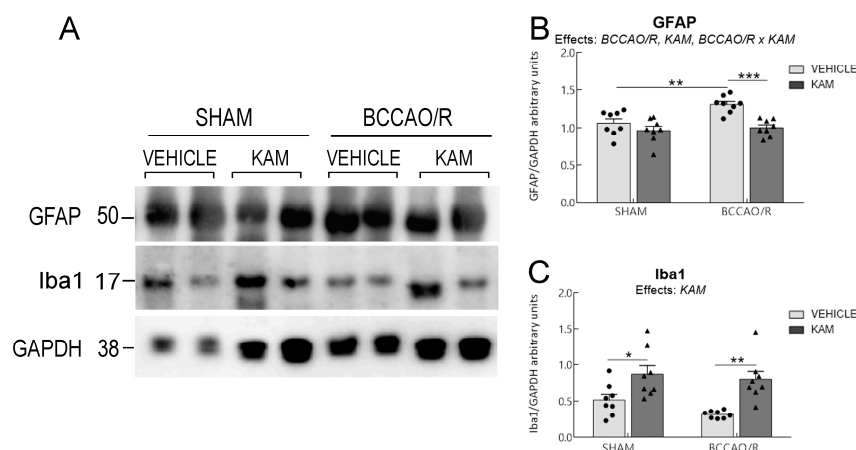 A
SHAM BCCAO/R
VEHICLE KAM VEHICLE KAM
GFAP 50
Iba1 17
GAPDH 38
B
GFAP
Effects: BCCAO/R, KAM, BCCAO/R x KAM
GFAP/GAPDH arbitrary units
2.0
1.5
1.0
0.5
0.0
** ***
VEHICLE
KAM
SHAM BCCAO/R
C
Iba1
Effects: KAM
Iba1/GAPDH arbitrary units
2.0
1.5
1.0
0.5
0.0
* **
VEHICLE
KAM
SHAM BCCAO/R